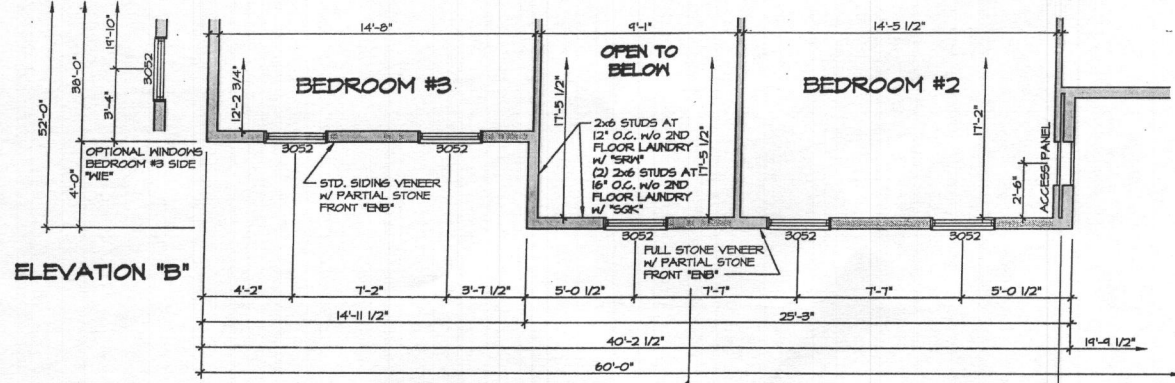 14'-8"
9'-1"
14'-5 1/2"
19'-10"
38'-0"
52'-0"
3052
3'-4"
12'-2 3/4"
BEDROOM #3
OPEN TO
BELOW
BEDROOM #2
17'-5 1/2"
17'-5 1/2"
17'-2"
2x6 STUDS AT
12" O.C. W/O 2ND
FLOOR LAUNDRY
W/ "SRW"
(2) 2x6 STUDS AT
16" O.C. W/O 2ND
FLOOR LAUNDRY
W/ "SGK"
OPTIONAL WINDOWS
BEDROOM #3 SIDE
"WIE"
3052
3052
STD. SIDING VENEER
W/ PARTIAL STONE
FRONT "ENB"
4'-0"
2'-6"
ACCESS PANEL
3052
3052
3052
FULL STONE VENEER
W/ PARTIAL STONE
FRONT "ENB"
ELEVATION "B"
4'-2"
7'-2"
3'-7 1/2"
5'-0 1/2"
7'-7"
7'-7"
5'-0 1/2"
14'-11 1/2"
25'-3"
40'-2 1/2"
19'-9 1/2"
60'-0"